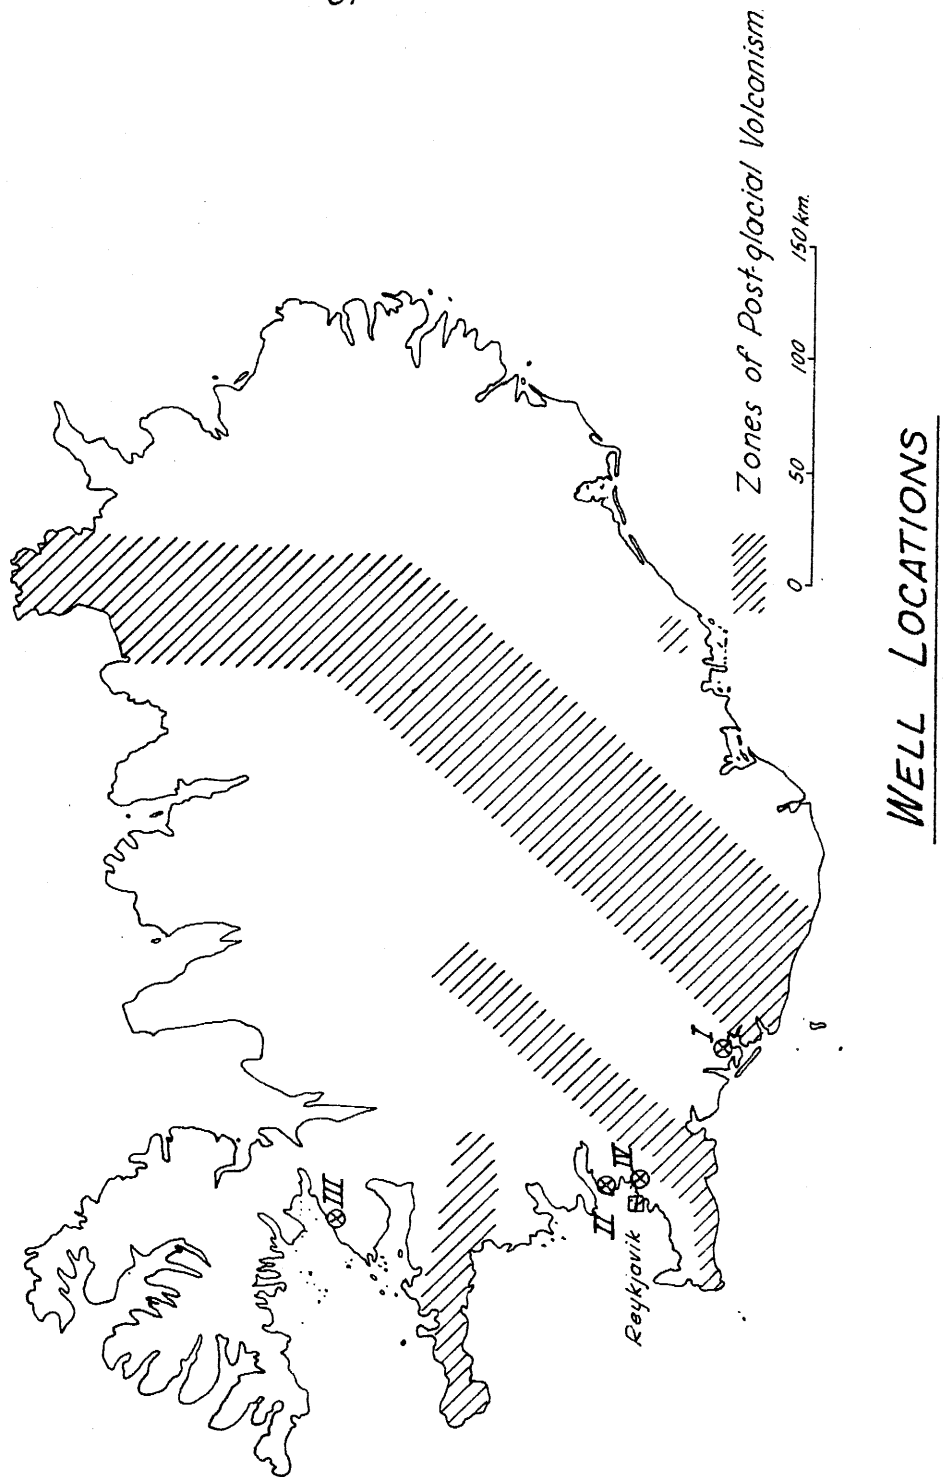 III
II
IV
I
Reykjavik
Zones of Post-glacial Volcanism
0 50 100 150 km.
WELL LOCATIONS